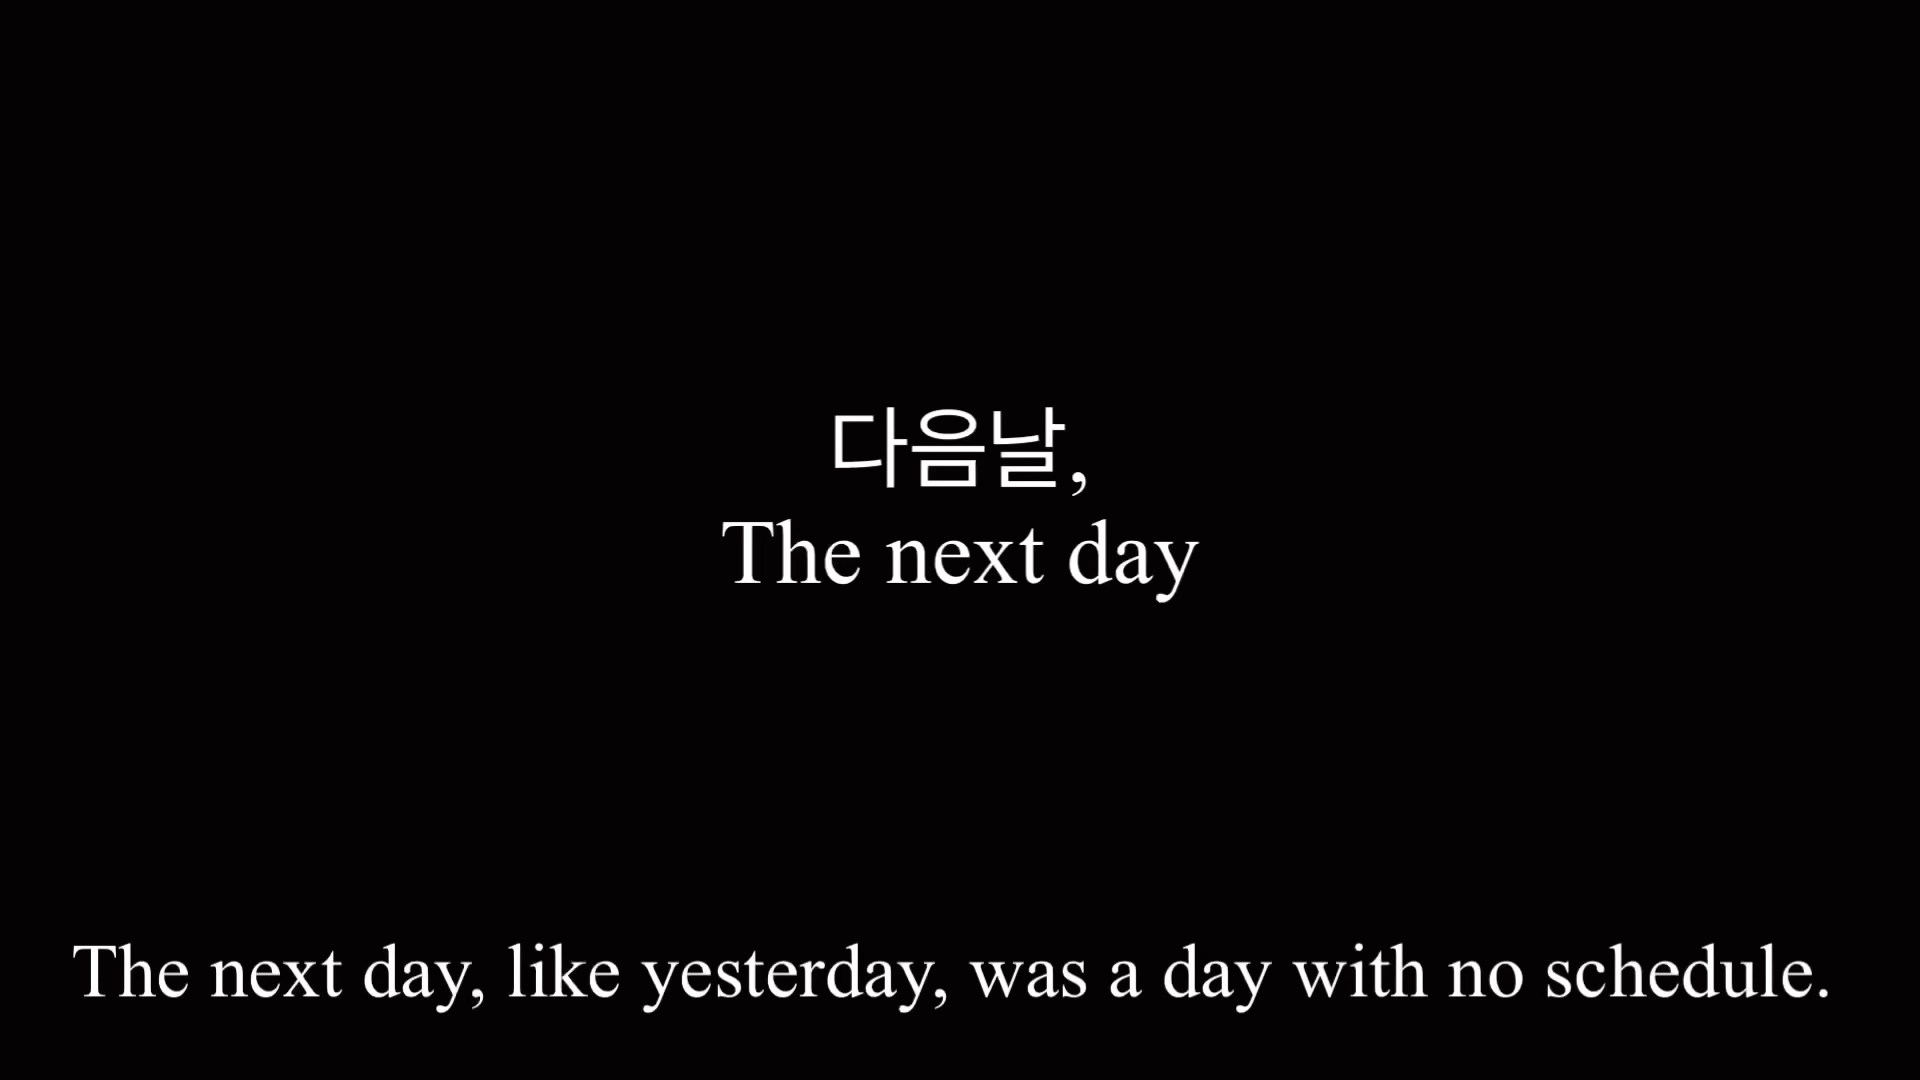 다음날,
The next day
The next day, like yesterday, was a day with no schedule.